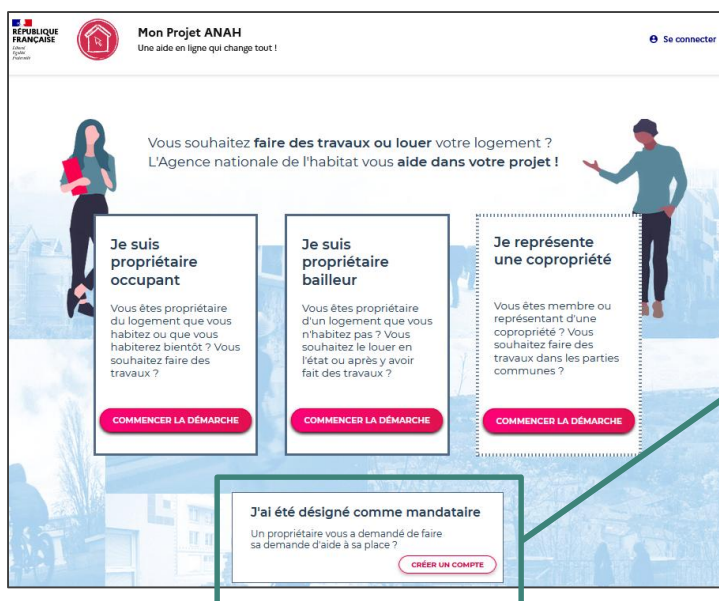 RÉPUBLIQUE
FRANÇAISE
Liberté
Égalité
Fraternité
Mon Projet ANAH
Une aide en ligne qui change tout !
Se connecter
Vous souhaitez faire des travaux ou louer votre logement ?
L'Agence nationale de l'habitat vous aide dans votre projet !
Je suis
propriétaire
occupant
Vous êtes propriétaire
du logement que vous
habitez ou que vous
habiterez bientôt ? Vous
souhaitez faire des
travaux ?
COMMENCER LA DÉMARCHE
Je suis
propriétaire
bailleur
Vous êtes propriétaire
d'un logement que vous
n'habitez pas ? Vous
souhaitez le louer en
l'état ou après y avoir
fait des travaux ?
COMMENCER LA DÉMARCHE
Je représente
une copropriété
Vous êtes membre ou
représentant d'une
copropriété ? Vous
souhaitez faire des
travaux dans les parties
communes ?
COMMENCER LA DÉMARCHE
J'ai été désigné comme mandataire
Un propriétaire vous a demandé de faire
sa demande d'aide à sa place ?
CRÉER UN COMPTE